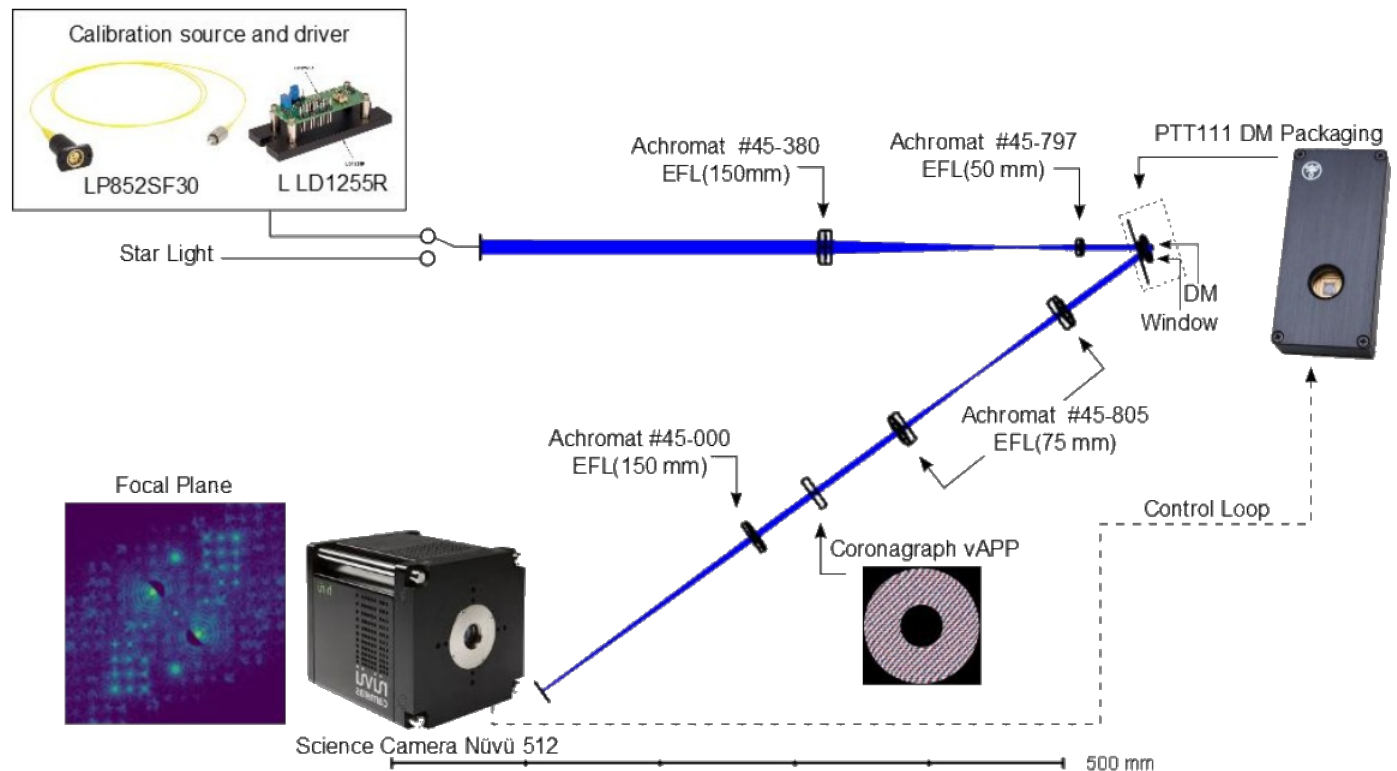 Calibration source and driver
LP852SF30
L LD1255R
Star Light
Achromat #45-380
EFL(150mm)
Achromat #45-797
EFL(50 mm)
PTT111 DM Packaging
DM
Window
Achromat #45-805
EFL(75 mm)
Achromat #45-000
EFL(150 mm)
Focal Plane
Control Loop
Coronagraph vAPP
nüvü
cameras
Science Camera Nüvü 512
500 mm